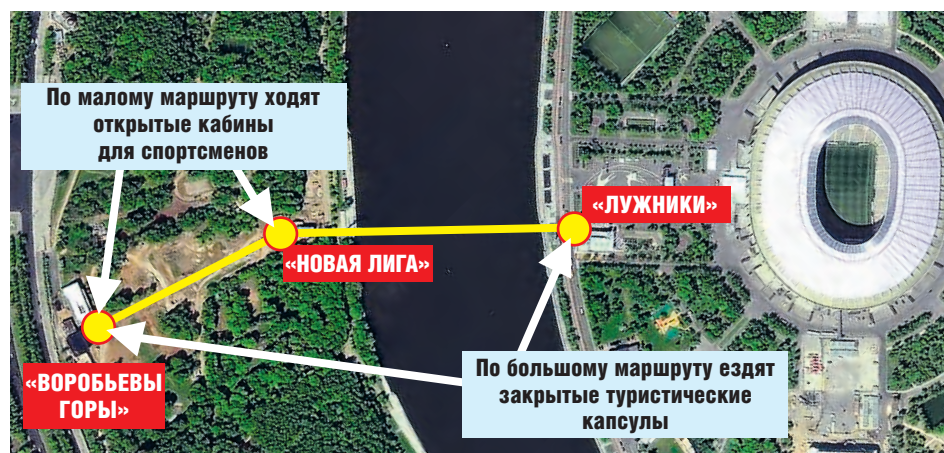 По малому маршруту ходят
открытые кабины
для спортсменов
«ЛУЖНИКИ»
«НОВАЯ ЛИГА»
«ВОРОБЬЕВЫ
ГОРЫ»
По большому маршруту ездят
закрытые туристические
капсулы